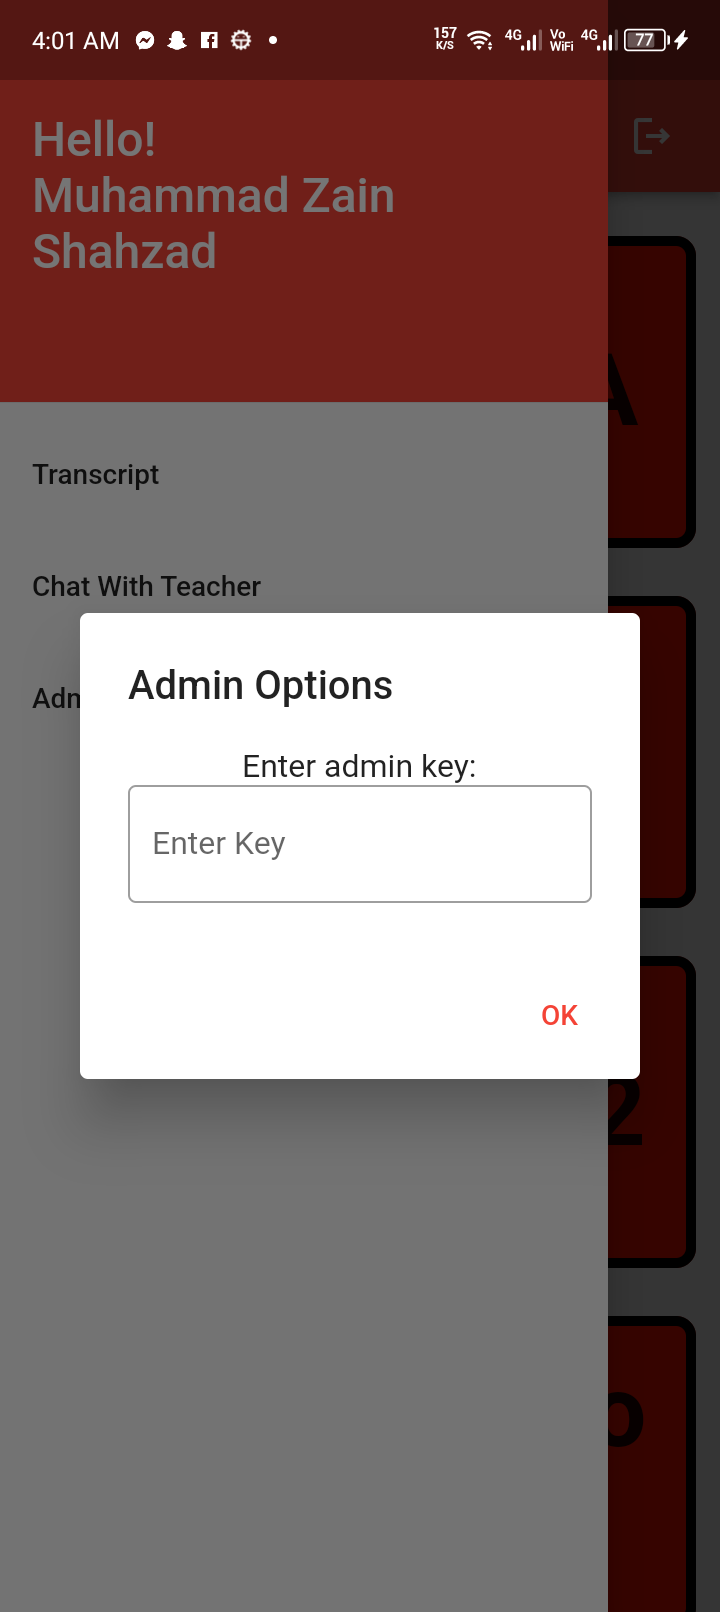 4:01 AM 157 K/S 4G Vo WiFi 4G 77
Hello!
Muhammad Zain
Shahzad
A
Transcript
Chat With Teacher
Adm
Admin Options
Enter admin key:
Enter Key
OK
2